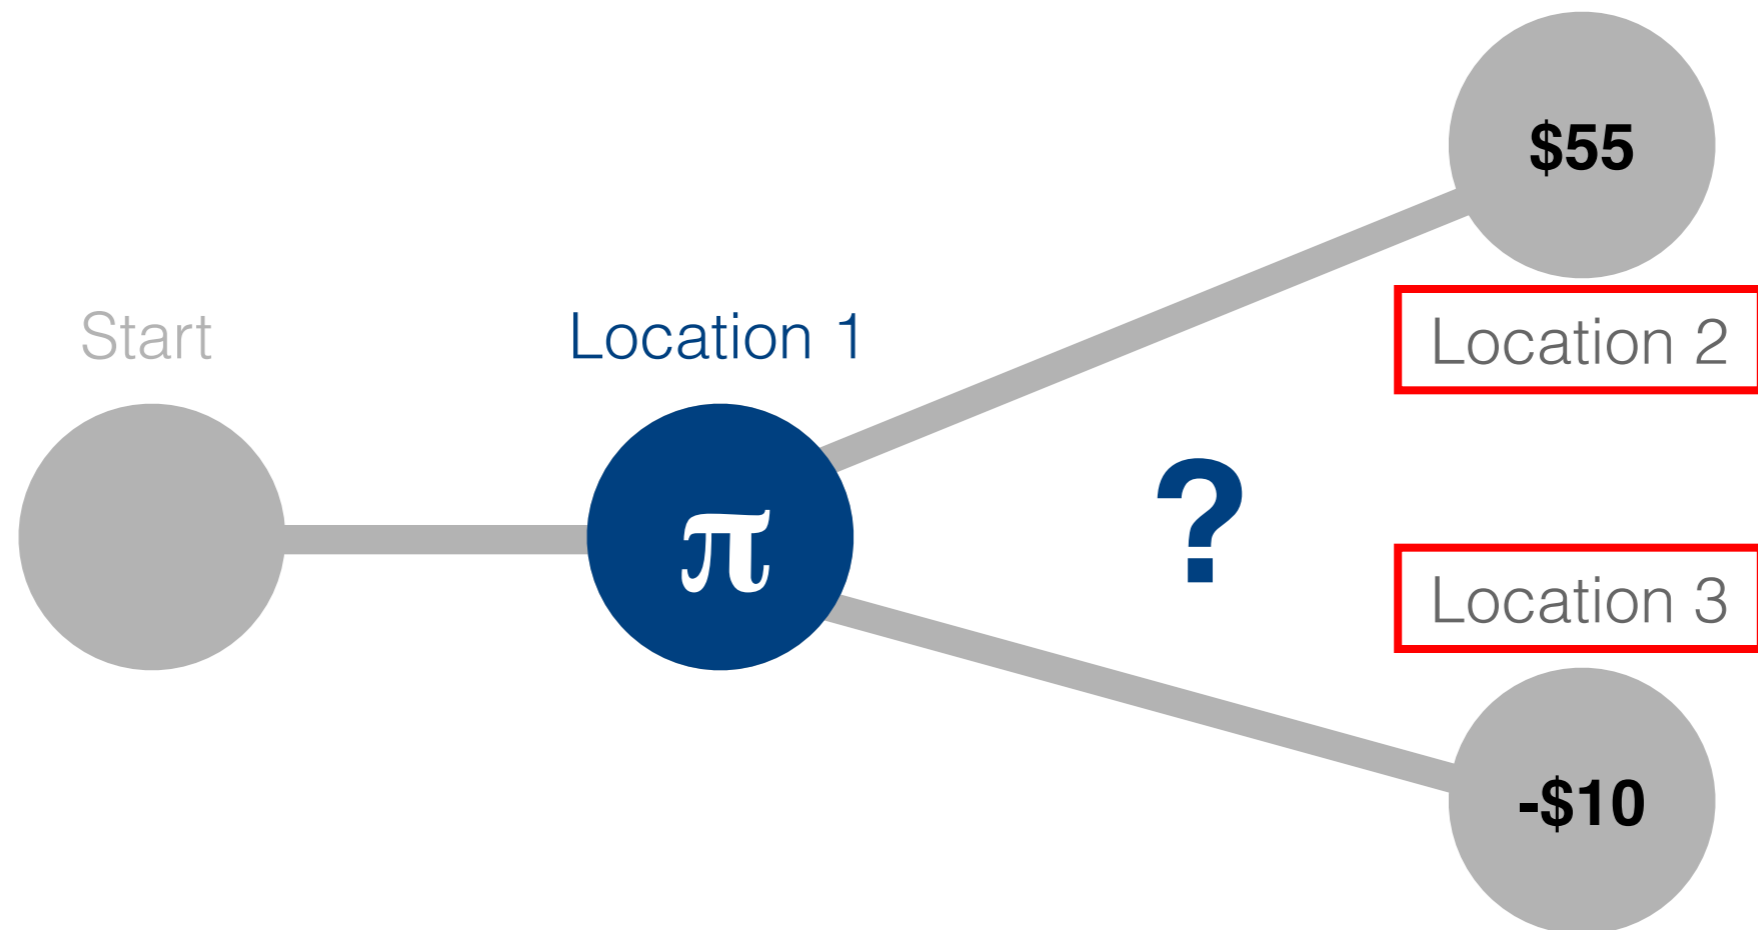 $55
Start
Location 1
Location 2
π
?
Location 3
-$10